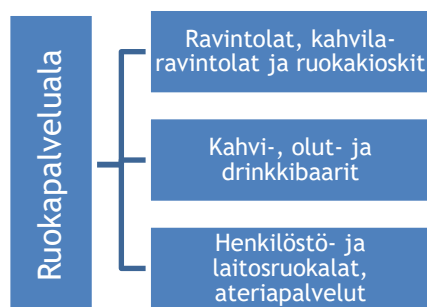 Ruokapalveluala
Ravintolat, kahvila-
ravintolat ja ruokakioskit
Kahvi-, olut- ja
drinkkibaarit
Henkilöstö- ja
laitosruokalat,
ateriapalvelut